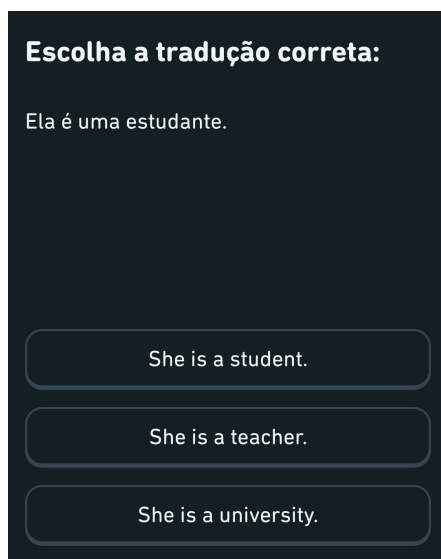 Escolha a tradução correta:
Ela é uma estudante.
She is a student.
She is a teacher.
She is a university.